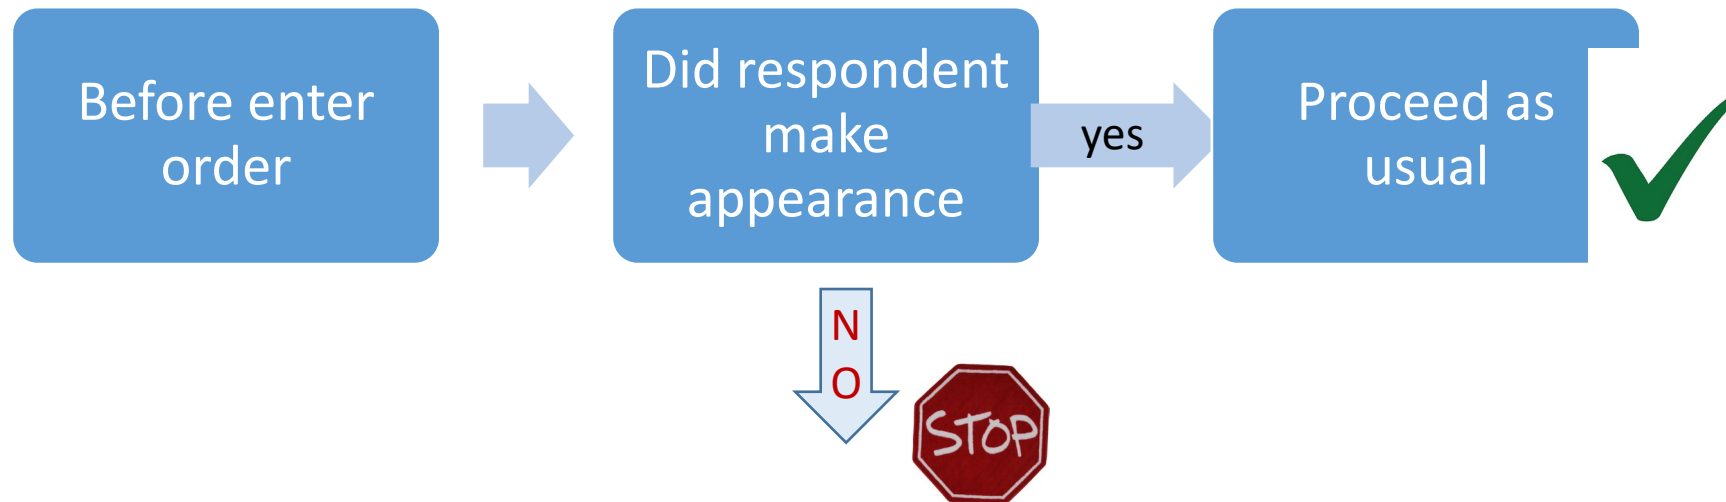 Before enter
order
Did respondent
make
appearance
yes
Proceed as
usual
N
O
STOP